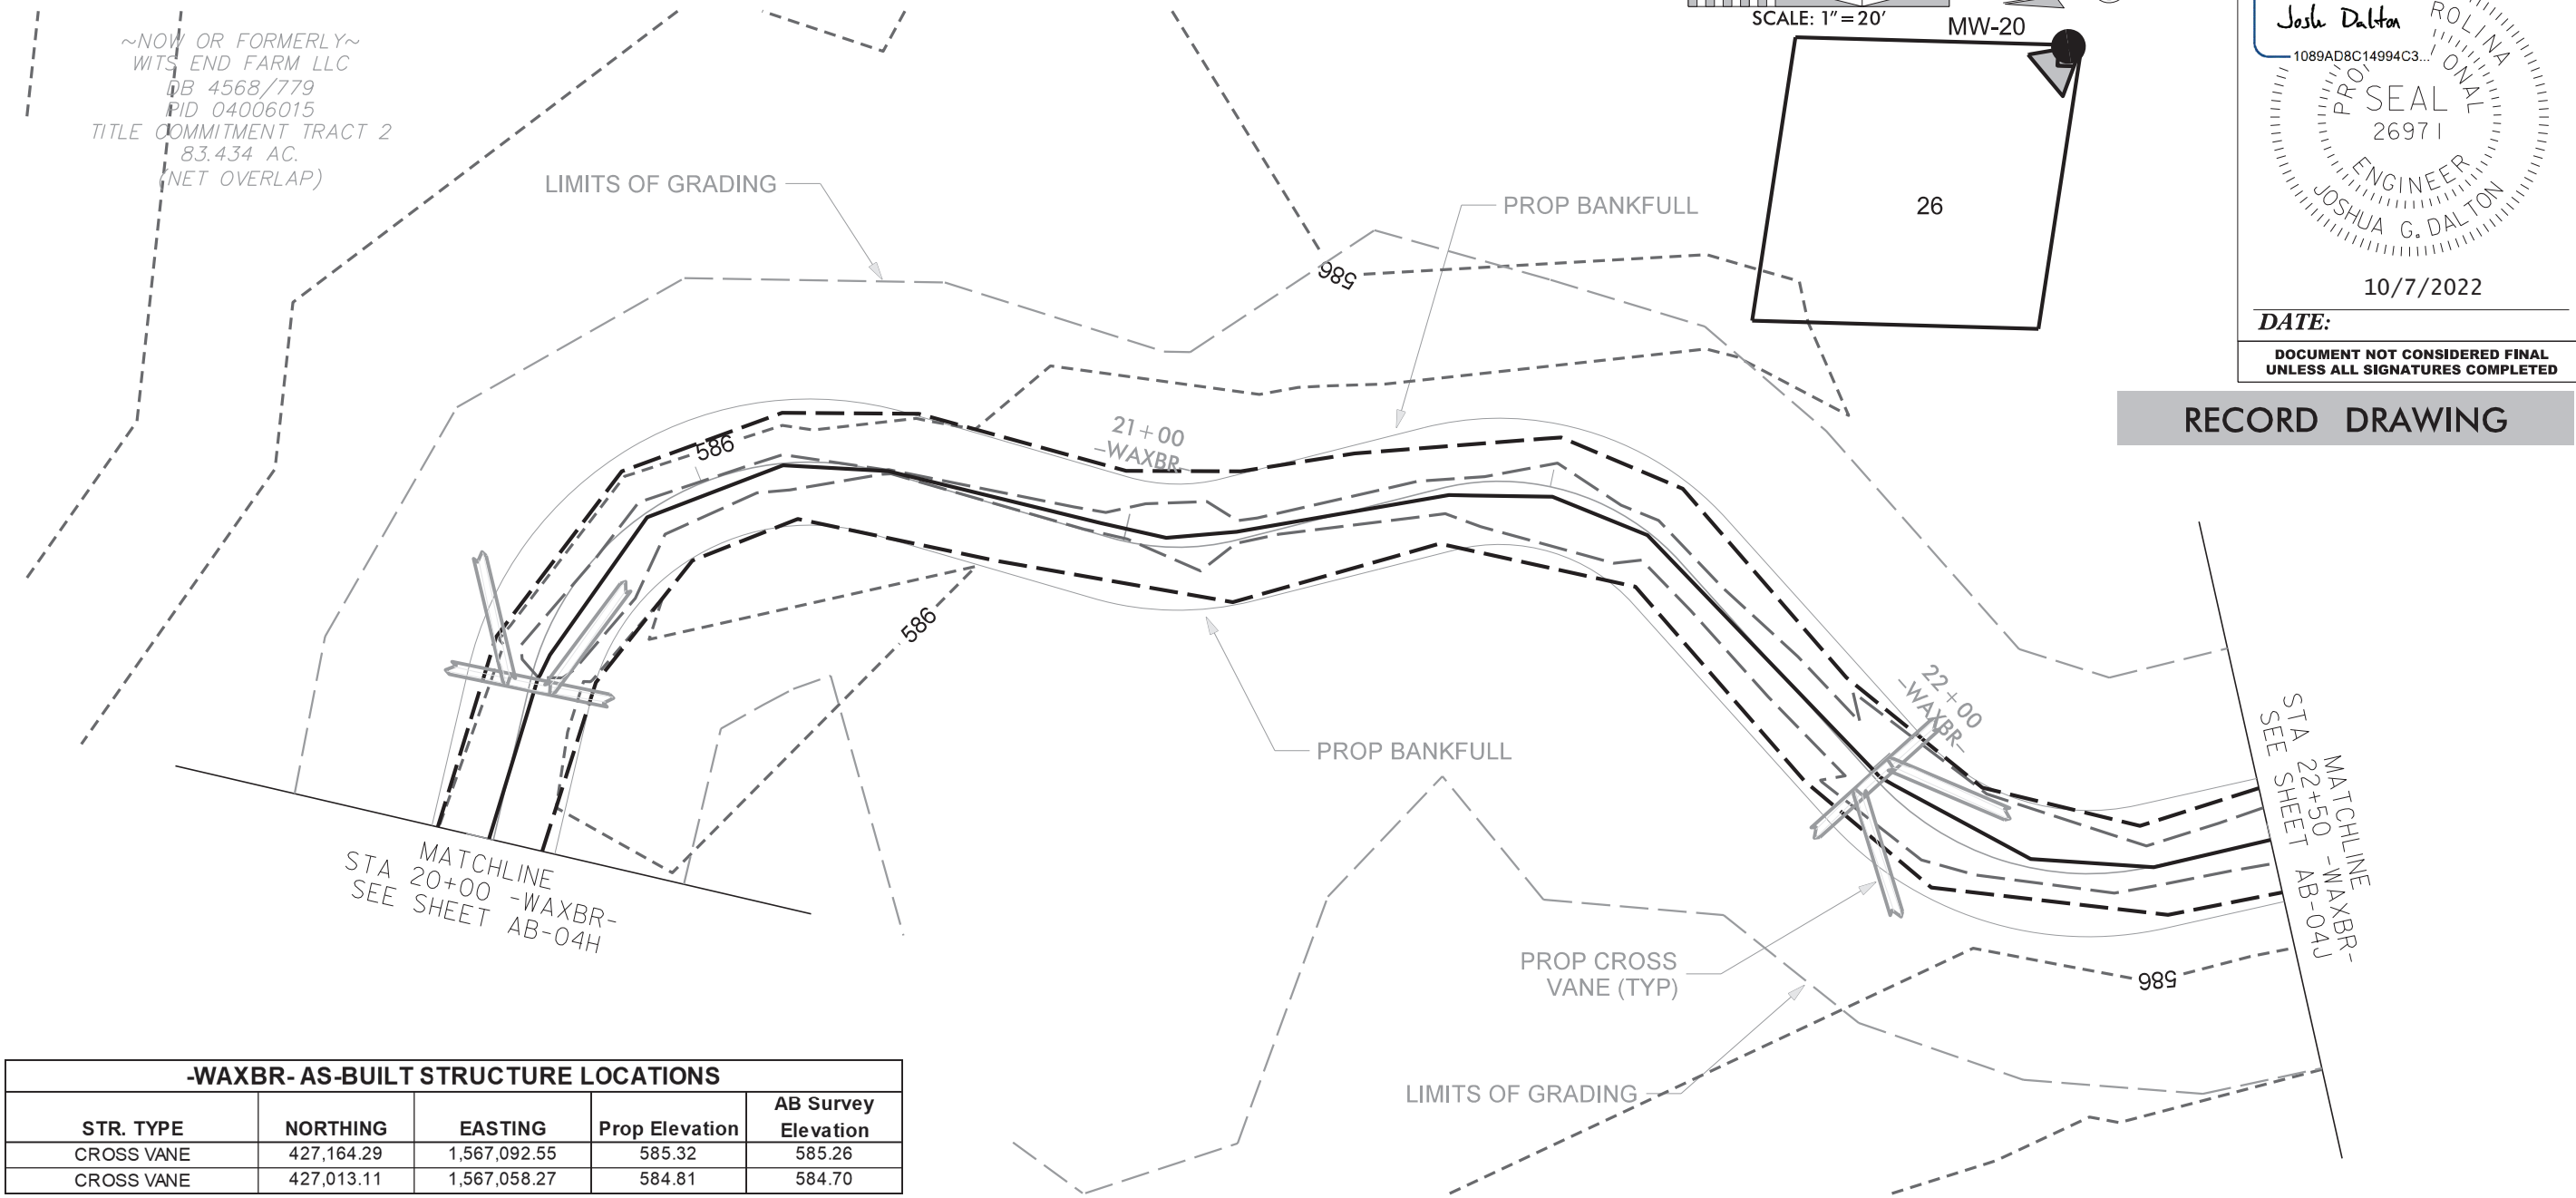 ~NOW OR FORMERLY~
WITS END FARM LLC
DB 4568/779
PID 04006015
TITLE COMMITMENT TRACT 2
83.434 AC.
(NET OVERLAP)
LIMITS OF GRADING
PROP BANKFULL
SCALE: 1"=20'
MW-20
26
Josh Dalton
1089AD8C14994C3...
SEAL
26971
ENGINEER
JOSHUA G. DALTON
10/7/2022
DATE:
DOCUMENT NOT CONSIDERED FINAL
UNLESS ALL SIGNATURES COMPLETED
RECORD DRAWING
586
586
586
21+00
-WAXBR-
22+00
-WAXBR-
PROP BANKFULL
MATCHLINE
STA 20+00 -WAXBR-
SEE SHEET AB-04H
MATCHLINE
STA 22+50 -WAXBR-
SEE SHEET AB-04J
PROP CROSS
VANE (TYP)
586
LIMITS OF GRADING
-WAXBR- AS-BUILT STRUCTURE LOCATIONS
STR. TYPE NORTHING EASTING Prop Elevation AB Survey Elevation
CROSS VANE 427,164.29 1,567,092.55 585.32 585.26
CROSS VANE 427,013.11 1,567,058.27 584.81 584.70